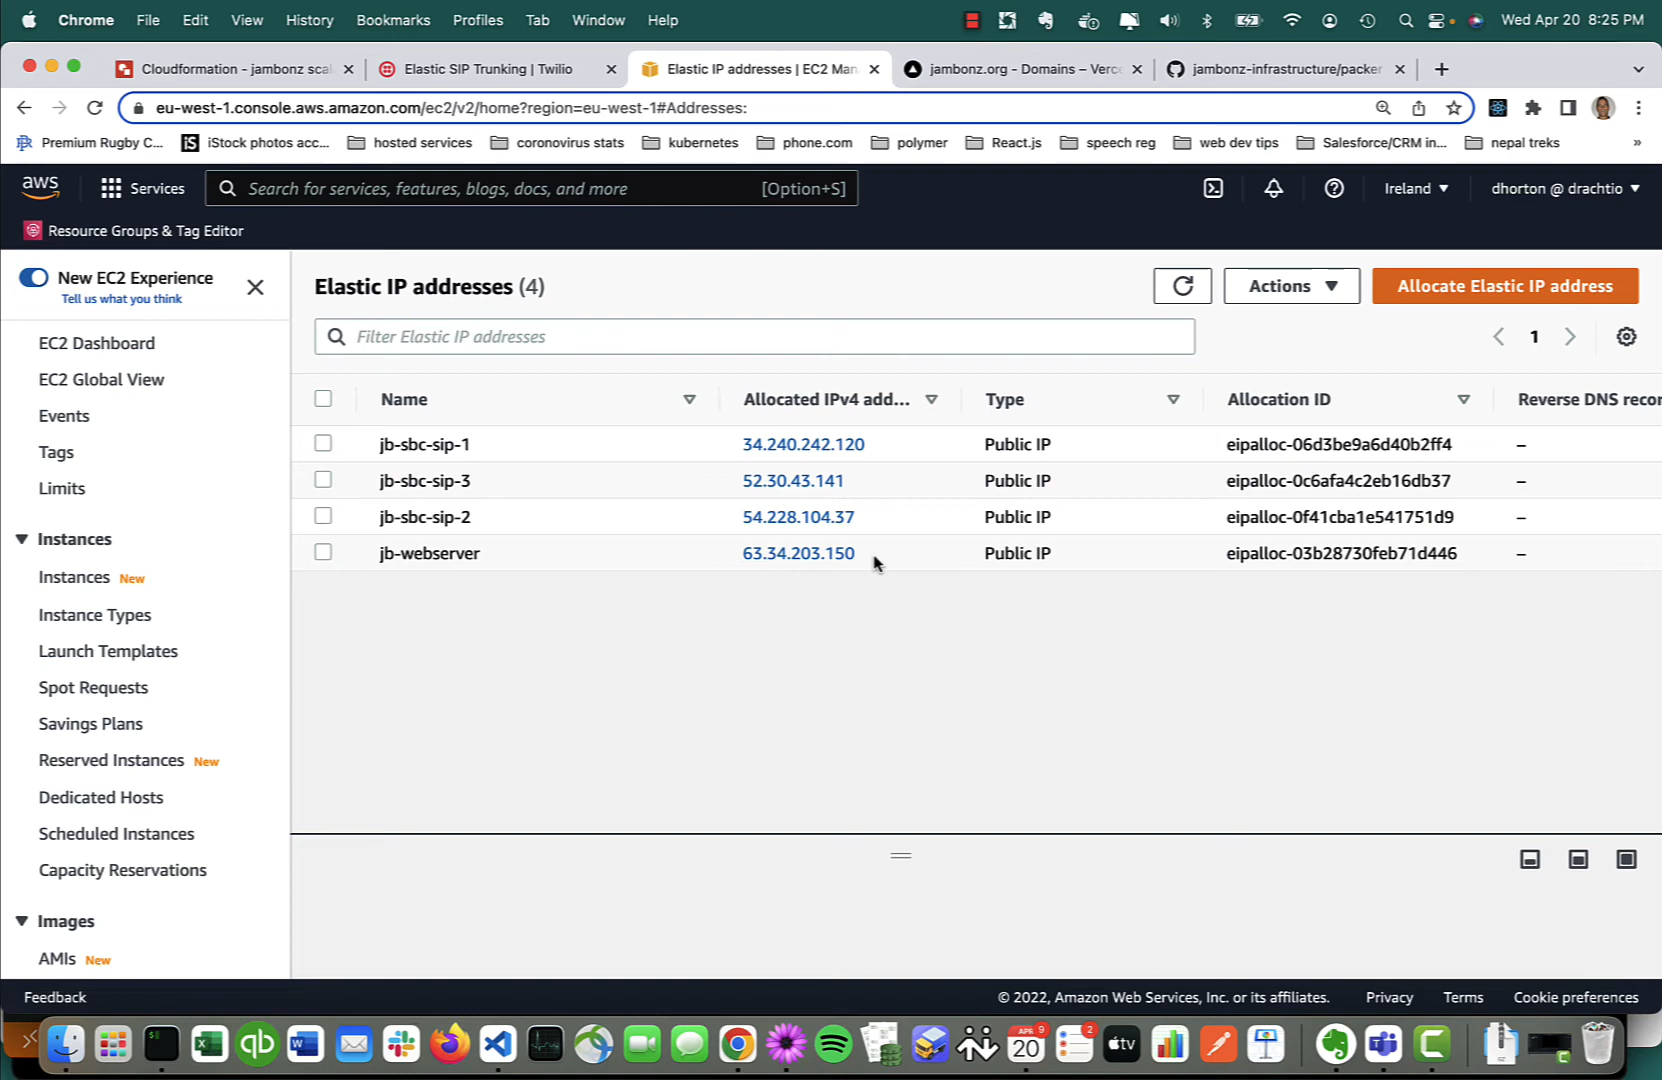 Chrome File Edit View History Bookmarks Profiles Tab Window Help Wed Apr 20 8:25 PM
Cloudformation - jambonz scal Elastic SIP Trunking | Twilio Elastic IP addresses | EC2 Man jambonz.org - Domains – Verce jambonz-infrastructure/packer
eu-west-1.console.aws.amazon.com/ec2/v2/home?region=eu-west-1#Addresses:
Premium Rugby C... iS iStock photos acc... hosted services coronovirus stats kubernetes phone.com polymer React.js speech reg web dev tips Salesforce/CRM in... nepal treks »
aws Services Search for services, features, blogs, docs, and more [Option+S] Ireland dhorton @ drachtio
Resource Groups & Tag Editor
New EC2 Experience
Tell us what you think
EC2 Dashboard
EC2 Global View
Events
Tags
Limits
Instances
Instances New
Instance Types
Launch Templates
Spot Requests
Savings Plans
Reserved Instances New
Dedicated Hosts
Scheduled Instances
Capacity Reservations
Images
AMIs New
Elastic IP addresses (4) Actions Allocate Elastic IP address
Filter Elastic IP addresses 1
Name Allocated IPv4 add... Type Allocation ID Reverse DNS recor
jb-sbc-sip-1 34.240.242.120 Public IP eipalloc-06d3be9a6d40b2ff4 –
jb-sbc-sip-3 52.30.43.141 Public IP eipalloc-0c6afa4c2eb16db37 –
jb-sbc-sip-2 54.228.104.37 Public IP eipalloc-0f41cba1e541751d9 –
jb-webserver 63.34.203.150 Public IP eipalloc-03b28730feb71d446 –
Feedback © 2022, Amazon Web Services, Inc. or its affiliates. Privacy Terms Cookie preferences
qb W APR 20 9 2 tv